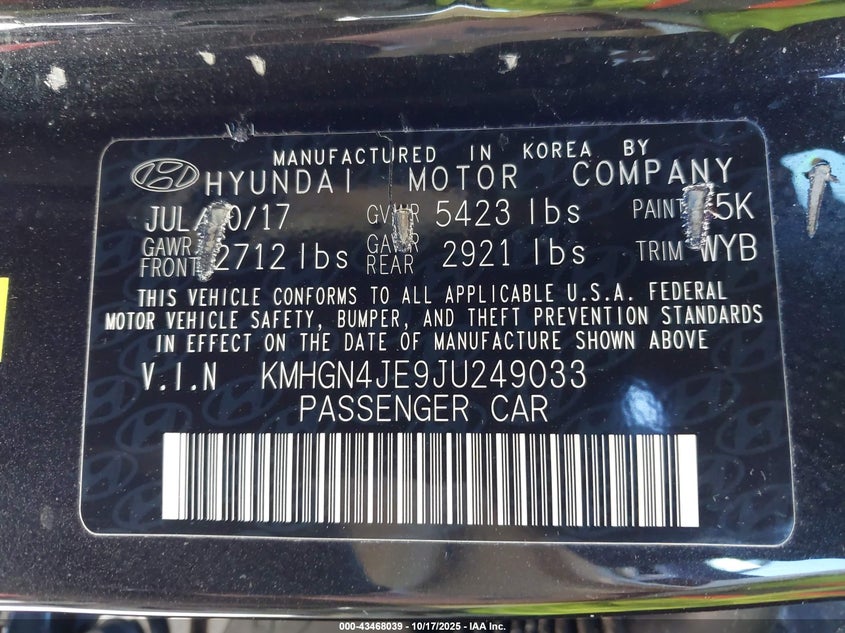 MANUFACTURED IN KOREA BY
HYUNDAI MOTOR COMPANY
5423 lbs PAINT
GAWR FRONT 2712 lbs REAR 2921 lbs TRIM WYB
THIS VEHICLE CONFORMS TO ALL APPLICABLE U.S.A. FEDERAL
MOTOR VEHICLE SAFETY, BUMPER, AND THEFT PREVENTION STANDARDS
IN EFFECT ON THE DATE OF MANUFACTURE SHOWN ABOVE
V.I.N KMHGN4JE9JU249033
PASSENGER CAR
000-43468039 - 10/17/2025 - IAA Inc.